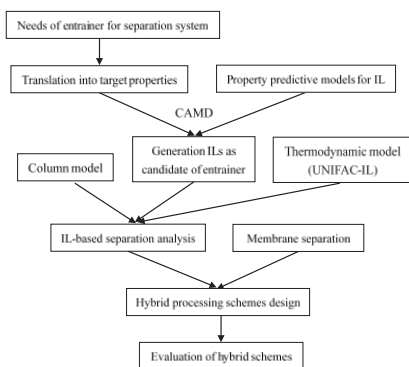 Needs of entrainer for separation system
Translation into target properties
Property predictive models for IL
CAMD
Column model
Generation ILs as
candidate of entrainer
Thermodynamic model
(UNIFAC-IL)
IL-based separation analysis
Membrane separation
Hybrid processing schemes design
Evaluation of hybrid schemes